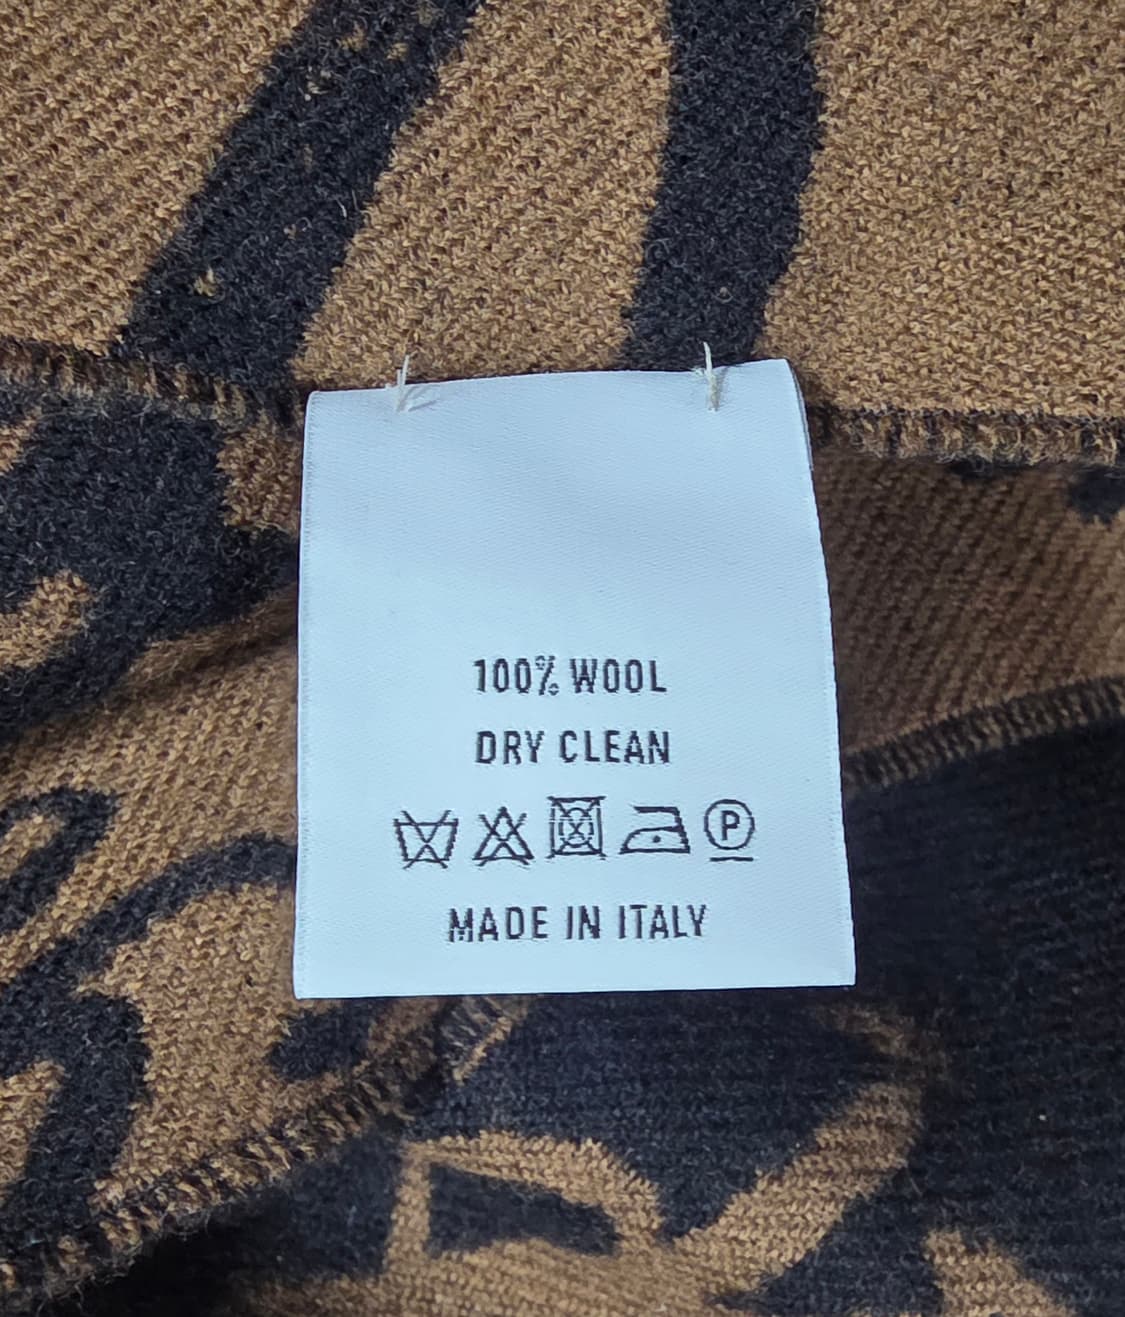 100% WOOL
DRY CLEAN
P
MADE IN ITALY